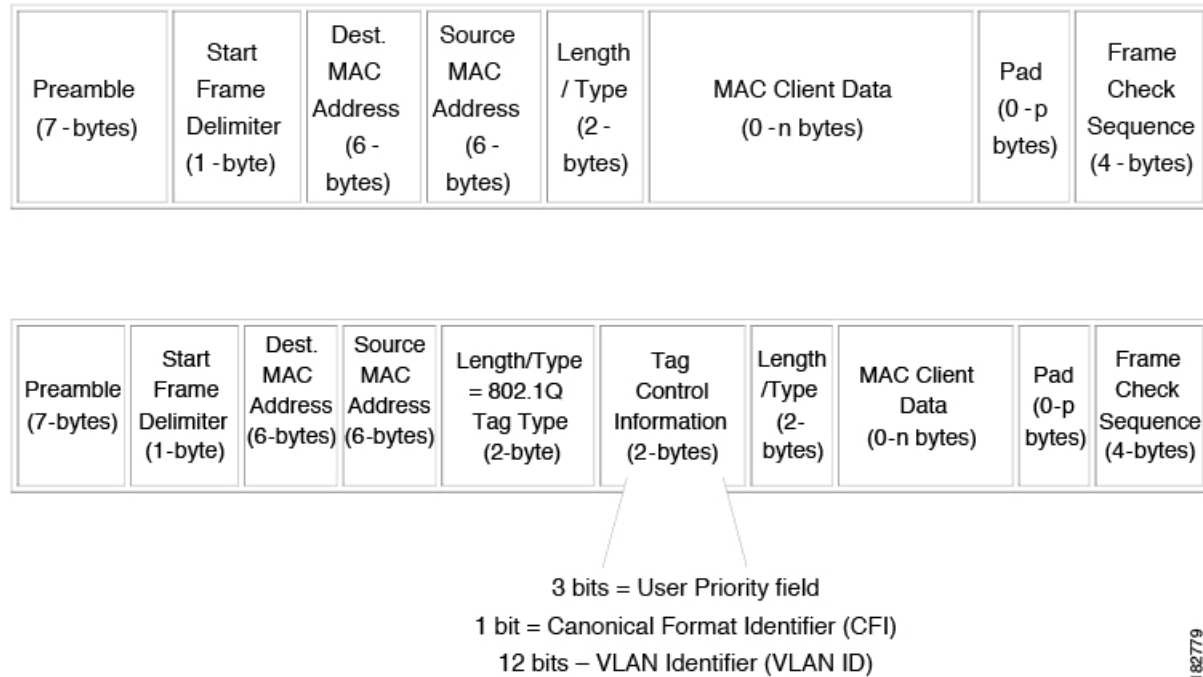 Preamble
(7 -bytes)
Start
Frame
Delimiter
(1 -byte)
Dest.
MAC
Address
(6 -
bytes)
Source
MAC
Address
(6 -
bytes)
Length
/ Type
(2 -
bytes)
MAC Client Data
(0 -n bytes)
Pad
(0 -p
bytes)
Frame
Check
Sequence
(4 -bytes)
Preamble
(7-bytes)
Start
Frame
Delimiter
(1-byte)
Dest.
MAC
Address
(6-bytes)
Source
MAC
Address
(6-bytes)
Length/Type
= 802.1Q
Tag Type
(2-byte)
Tag
Control
Information
(2-bytes)
Length
/Type
(2-
bytes)
MAC Client
Data
(0-n bytes)
Pad
(0-p
bytes)
Frame
Check
Sequence
(4-bytes)
3 bits = User Priority field
1 bit = Canonical Format Identifier (CFI)
12 bits – VLAN Identifier (VLAN ID)
182779